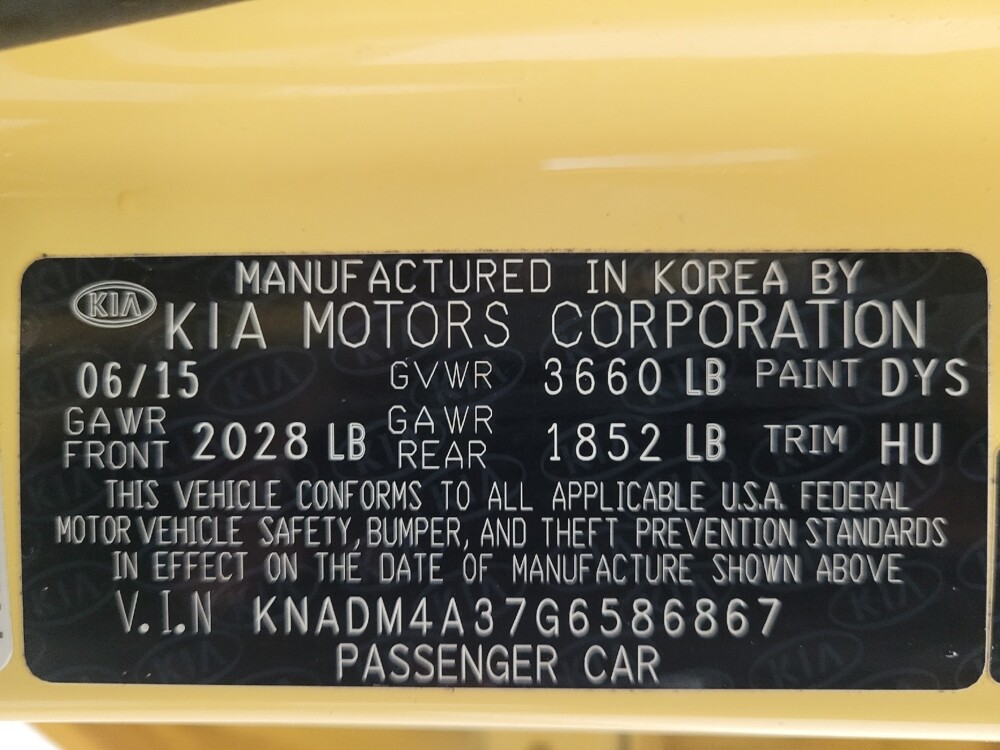 MANUFACTURED IN KOREA BY
KIA
KIA MOTORS CORPORATION
06/15 GVWR 3660 LB PAINT DYS
GAWR FRONT 2028 LB GAWR REAR 1852 LB TRIM HU
THIS VEHICLE CONFORMS TO ALL APPLICABLE U.S.A. FEDERAL
MOTOR VEHICLE SAFETY, BUMPER, AND THEFT PREVENTION STANDARDS
IN EFFECT ON THE DATE OF MANUFACTURE SHOWN ABOVE
V.I.N KNADM4A37G6586867
PASSENGER CAR